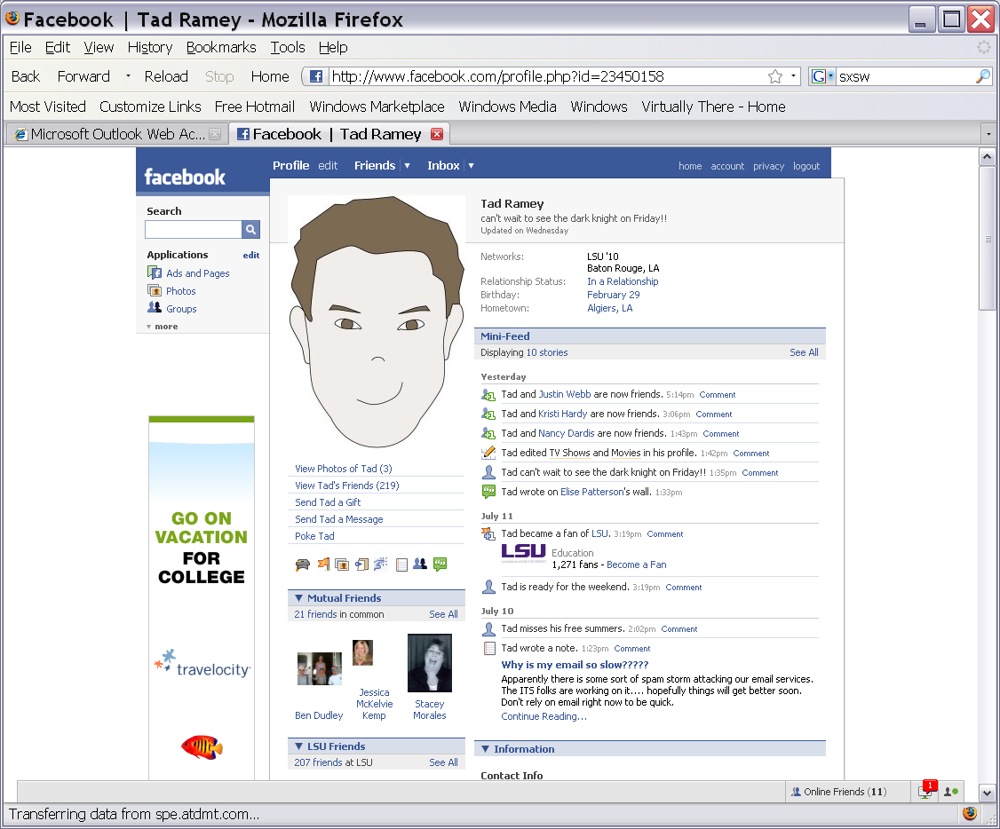 Facebook | Tad Ramey - Mozilla Firefox
File Edit View History Bookmarks Tools Help
Back Forward Reload Stop Home http://www.facebook.com/profile.php?id=23450158 G sxsw
Most Visited Customize Links Free Hotmail Windows Marketplace Windows Media Windows Virtually There - Home
Microsoft Outlook Web Ac... Facebook | Tad Ramey
facebook
Profile edit Friends Inbox home account privacy logout
Search
Applications edit
Ads and Pages
Photos
Groups
more
GO ON
VACATION
FOR
COLLEGE
travelocity
View Photos of Tad (3)
View Tad's Friends (219)
Send Tad a Gift
Send Tad a Message
Poke Tad
Mutual Friends
21 friends in common See All
Ben Dudley
Jessica
McKelvie
Kemp
Stacey
Morales
LSU Friends
207 friends at LSU See All
Tad Ramey
can't wait to see the dark knight on Friday!!
Updated on Wednesday
Networks: LSU '10
Baton Rouge, LA
Relationship Status: In a Relationship
Birthday: February 29
Hometown: Algiers, LA
Mini-Feed
Displaying 10 stories See All
Yesterday
Tad and Justin Webb are now friends. 5:14pm Comment
Tad and Kristi Hardy are now friends. 3:06pm Comment
Tad and Nancy Dardis are now friends. 1:43pm Comment
Tad edited TV Shows and Movies in his profile. 1:42pm Comment
Tad can't wait to see the dark knight on Friday!! 1:35pm Comment
Tad wrote on Elise Patterson's wall. 1:33pm
July 11
Tad became a fan of LSU. 3:19pm Comment
LSU
Education
1,271 fans - Become a Fan
Tad is ready for the weekend. 3:19pm Comment
July 10
Tad misses his free summers. 2:02pm Comment
Tad wrote a note. 1:23pm Comment
Why is my email so slow?????
Apparently there is some sort of spam storm attacking our email services.
The ITS folks are working on it.... hopefully things will get better soon.
Don't rely on email right now to be quick.
Continue Reading...
Information
Contact Info
Online Friends (11) 1
Transferring data from spe.atdmt.com...